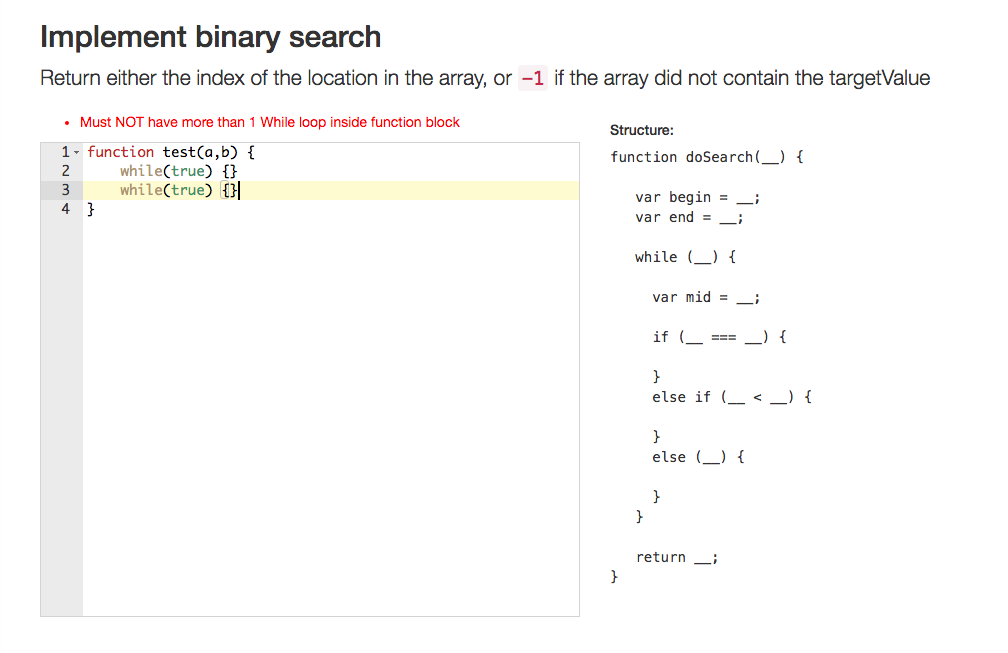 Implement binary search
Return either the index of the location in the array, or -1 if the array did not contain the targetValue
• Must NOT have more than 1 While loop inside function block
1 function test(a,b) {
2     while(true) {}
3     while(true) {}
4 }
Structure:
function doSearch(__) {
   var begin = __;
   var end = __;
   while (__) {
     var mid = __;
     if (__ === __) {
     }
     else if (__ < __) {
     }
     else (__) {
     }
   }
   return __;
}